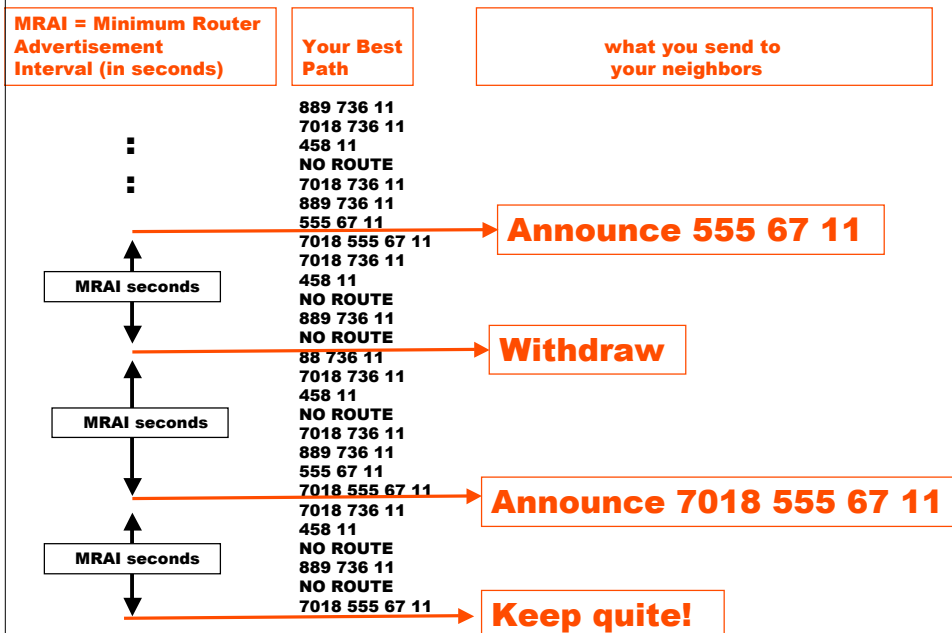 MRAI = Minimum Router
Advertisement
Interval (in seconds)
Your Best
Path
what you send to
your neighbors
889 736 11
7018 736 11
458 11
NO ROUTE
7018 736 11
889 736 11
555 67 11
Announce 555 67 11
7018 555 67 11
7018 736 11
MRAI seconds
458 11
NO ROUTE
889 736 11
NO ROUTE
Withdraw
88 736 11
7018 736 11
458 11
NO ROUTE
MRAI seconds
7018 736 11
889 736 11
555 67 11
7018 555 67 11
Announce 7018 555 67 11
7018 736 11
458 11
NO ROUTE
MRAI seconds
889 736 11
NO ROUTE
7018 555 67 11
Keep quite!